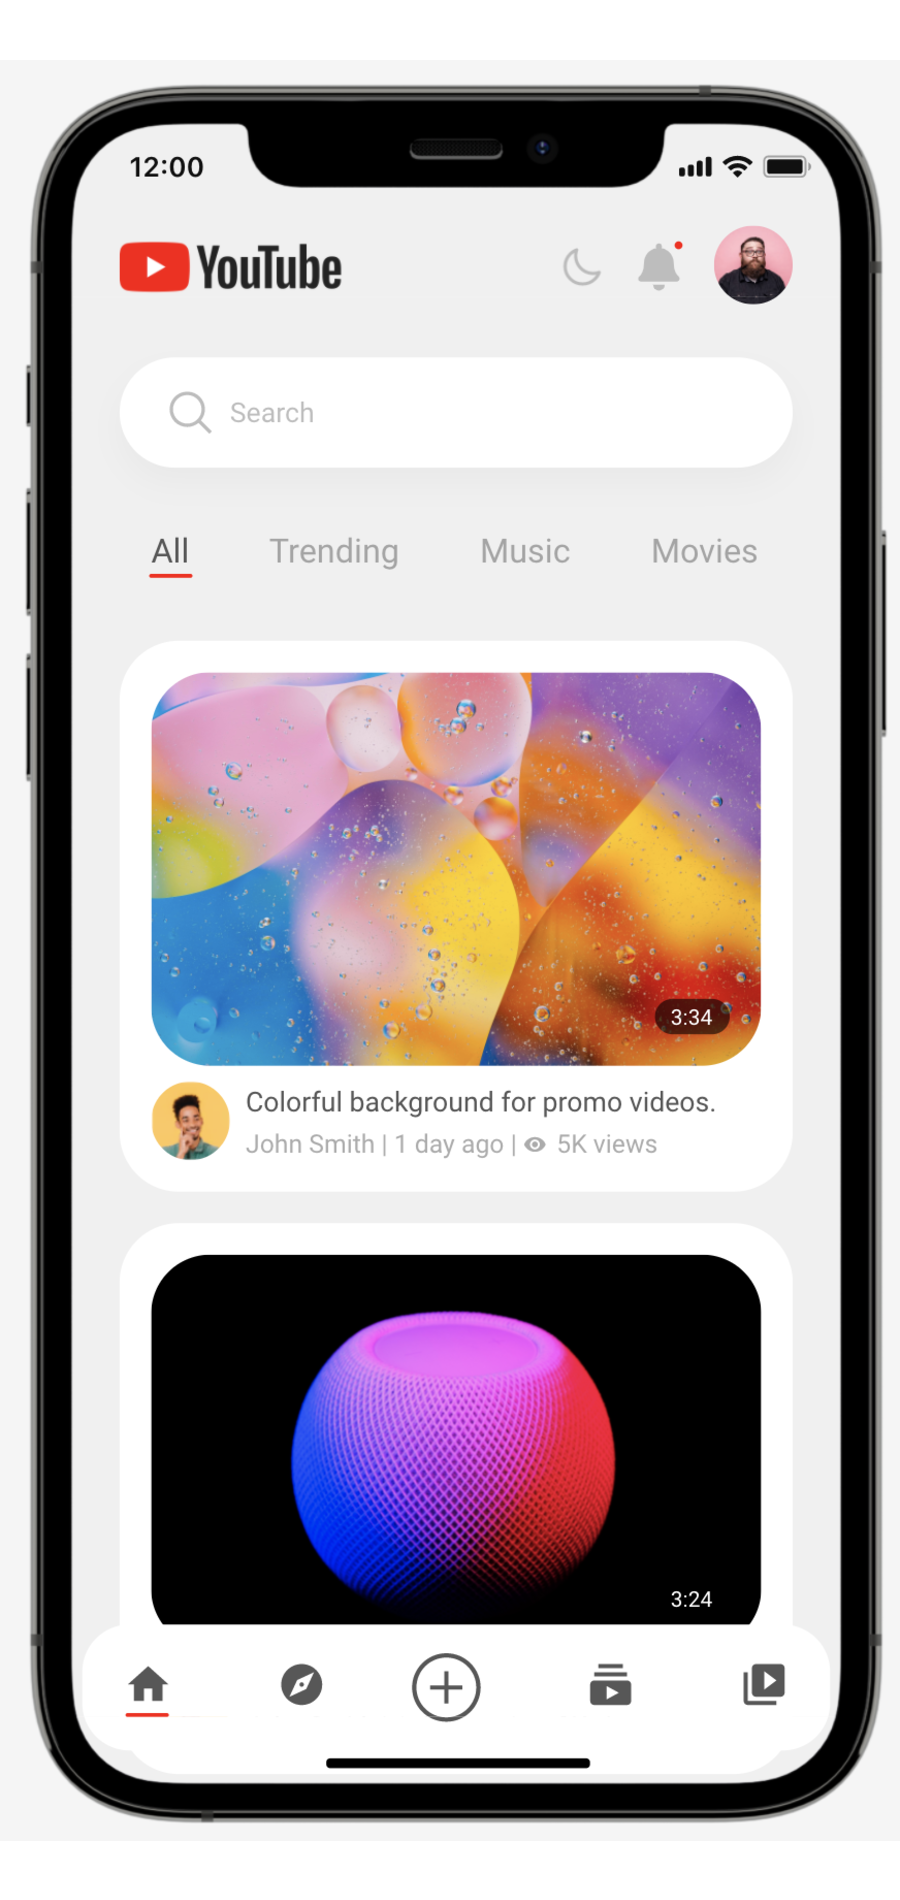 12:00
YouTube
Search
All Trending Music Movies
3:34
Colorful background for promo videos.
John Smith | 1 day ago | 5K views
3:24